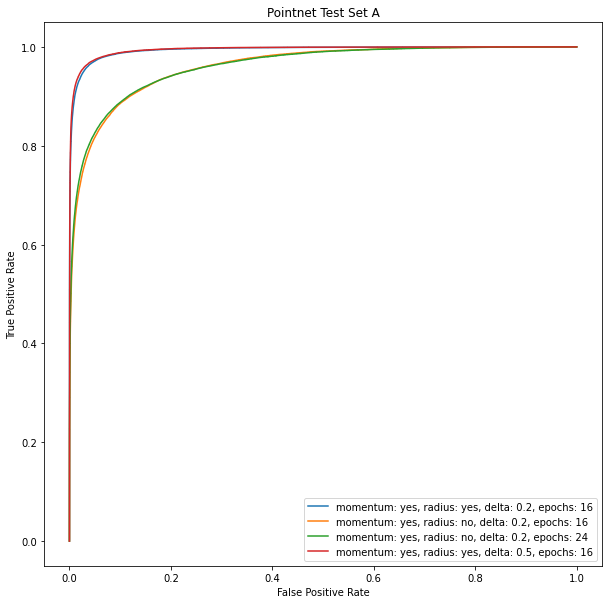 Pointnet Test Set A
True Positive Rate
1.0
0.8
0.6
0.4
0.2
0.0
momentum: yes, radius: yes, delta: 0.2, epochs: 16
momentum: yes, radius: no, delta: 0.2, epochs: 16
momentum: yes, radius: no, delta: 0.2, epochs: 24
momentum: yes, radius: yes, delta: 0.5, epochs: 16
0.0 0.2 0.4 0.6 0.8 1.0
False Positive Rate